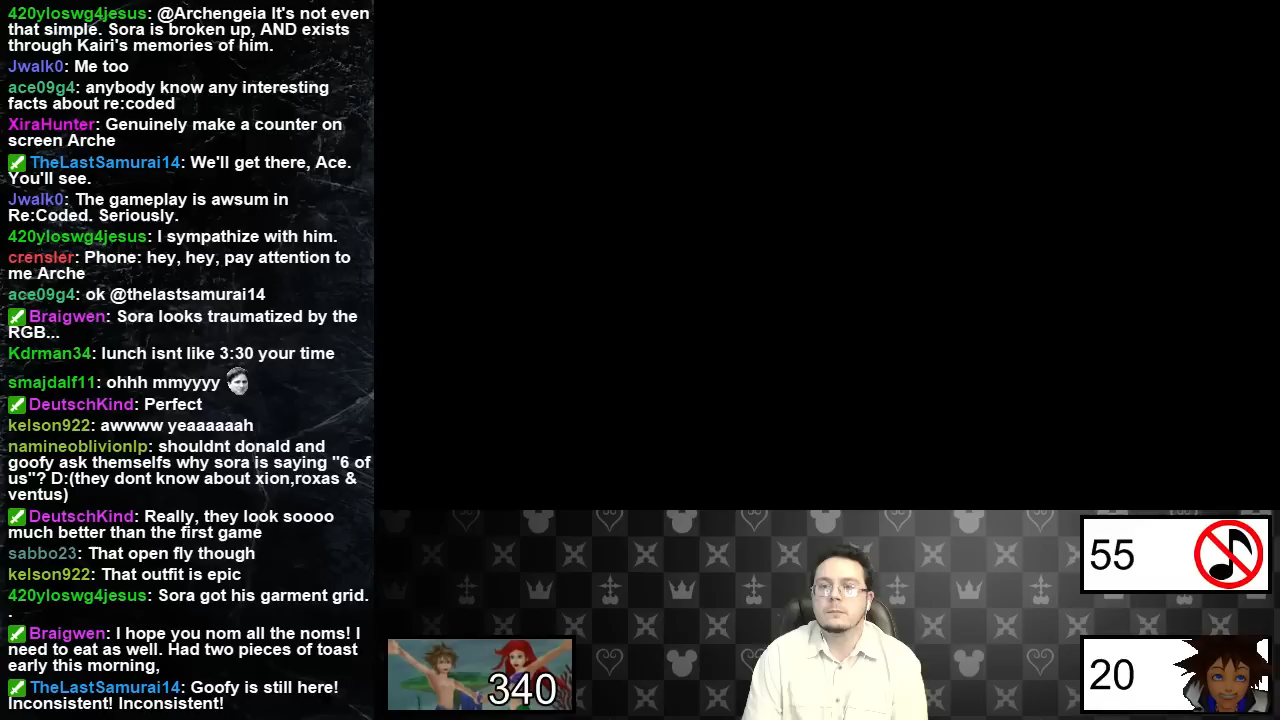 420yloswg4jesus: @Archengeia It's not even
that simple. Sora is broken up, AND exists
through Kairi's memories of him.
Jwalk0: Me too
ace09g4: anybody know any interesting
facts about re:coded
XiraHunter: Genuinely make a counter on
screen Arche
TheLastSamurai14: We'll get there, Ace.
You'll see.
Jwalk0: The gameplay is awsum in
Re:Coded. Seriously.
420yloswg4jesus: I sympathize with him.
crensler: Phone: hey, hey, pay attention to
me Arche
ace09g4: ok @thelastsamurai14
Braigwen: Sora looks traumatized by the
RGB...
Kdrman34: lunch isnt like 3:30 your time
smajdalf11: ohhh mmyyyy
DeutschKind: Perfect
kelson922: awwww yeaaaaah
namineoblivionlp: shouldnt donald and
goofy ask themselfs why sora is saying "6 of
us"? D:(they dont know about xion,roxas &
ventus)
DeutschKind: Really, they look soooo
much better than the first game
sabbo23: That open fly though
kelson922: That outfit is epic
420yloswg4jesus: Sora got his garment grid.
.
Braigwen: I hope you nom all the noms! I
need to eat as well. Had two pieces of toast
early this morning,
TheLastSamurai14: Goofy is still here!
Inconsistent! Inconsistent!
340
55
20